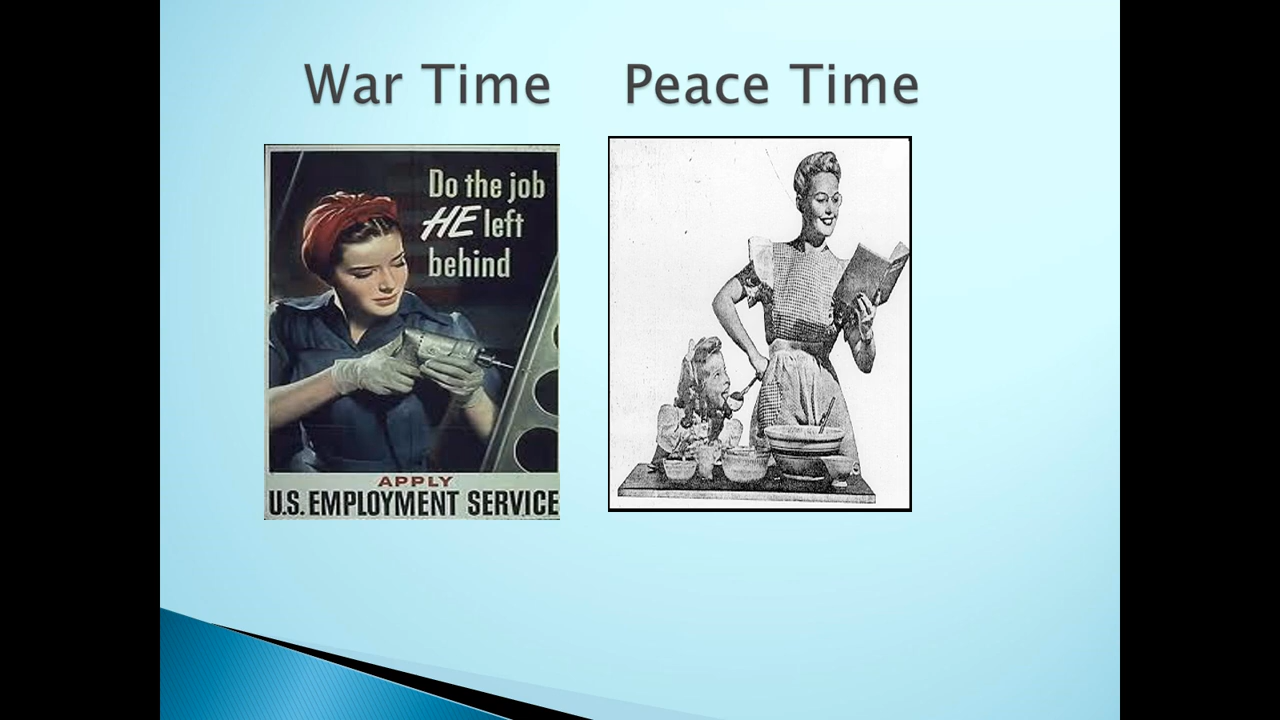 War Time Peace Time
Do the job
HE left
behind
APPLY
U.S. EMPLOYMENT SERVICE